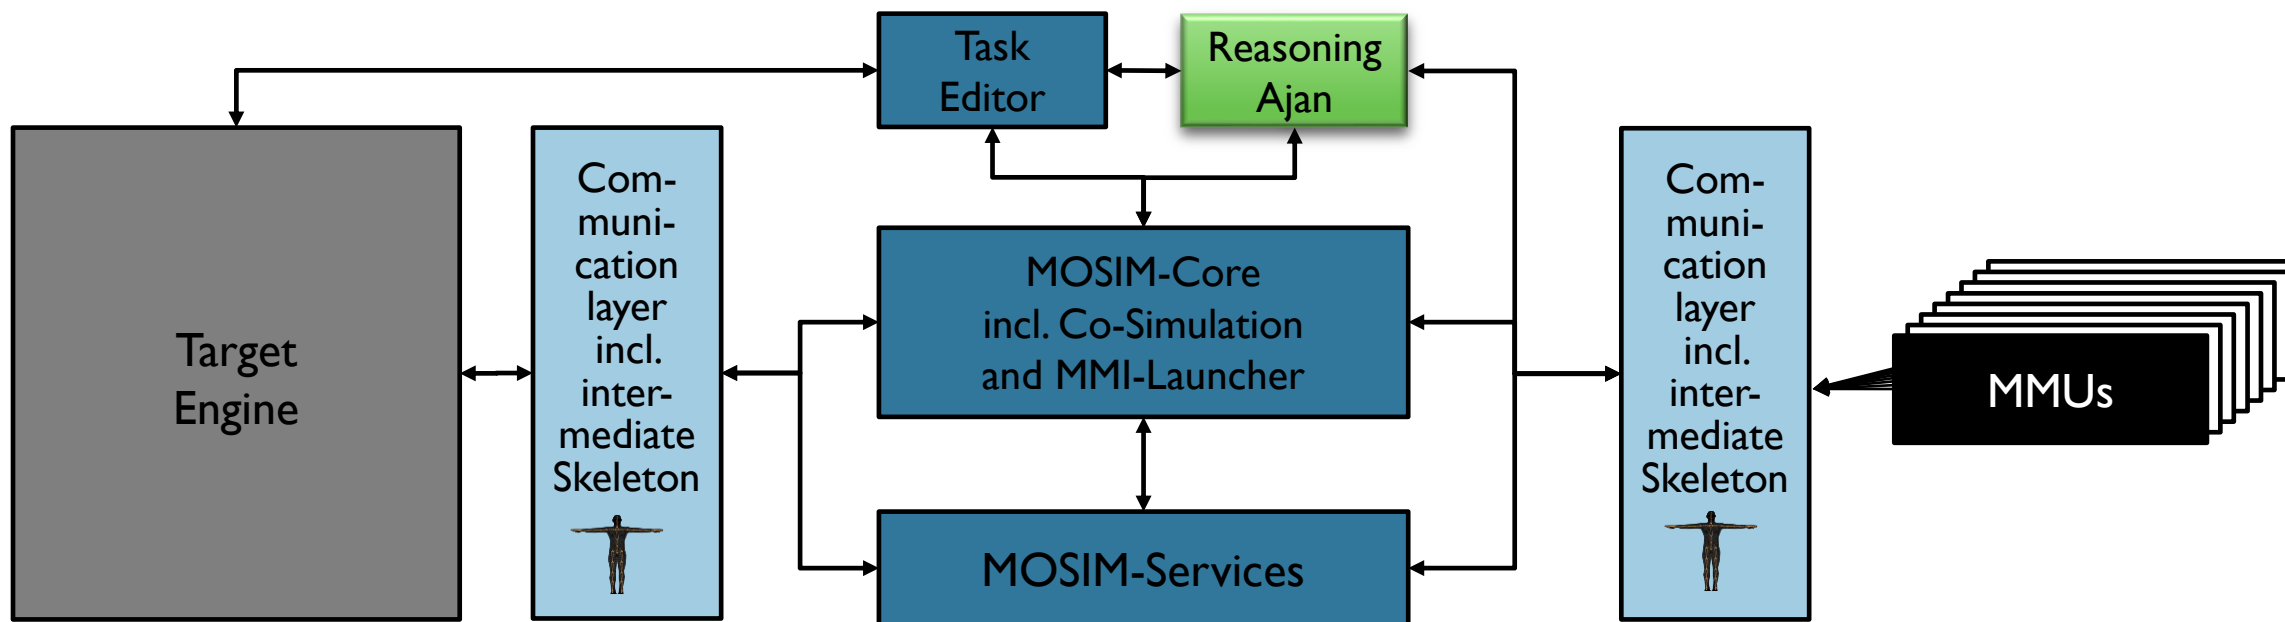 Task
Editor
Reasoning
Ajan
Target
Engine
Com-
muni-
cation
layer
incl.
inter-
mediate
Skeleton
MOSIM-Core
incl. Co-Simulation
and MMI-Launcher
MOSIM-Services
Com-
muni-
cation
layer
incl.
inter-
mediate
Skeleton
MMUs